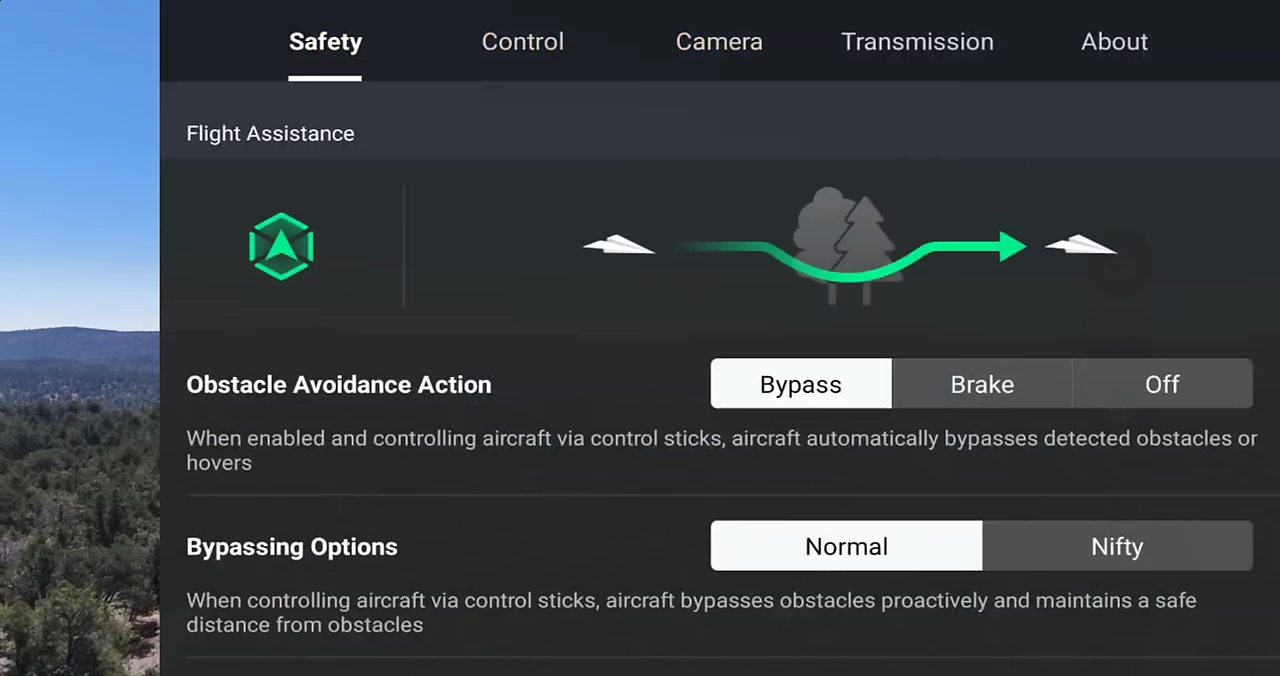 Safety Control Camera Transmission About
Flight Assistance
Obstacle Avoidance Action Bypass Brake Off
When enabled and controlling aircraft via control sticks, aircraft automatically bypasses detected obstacles or
hovers
Bypassing Options Normal Nifty
When controlling aircraft via control sticks, aircraft bypasses obstacles proactively and maintains a safe
distance from obstacles